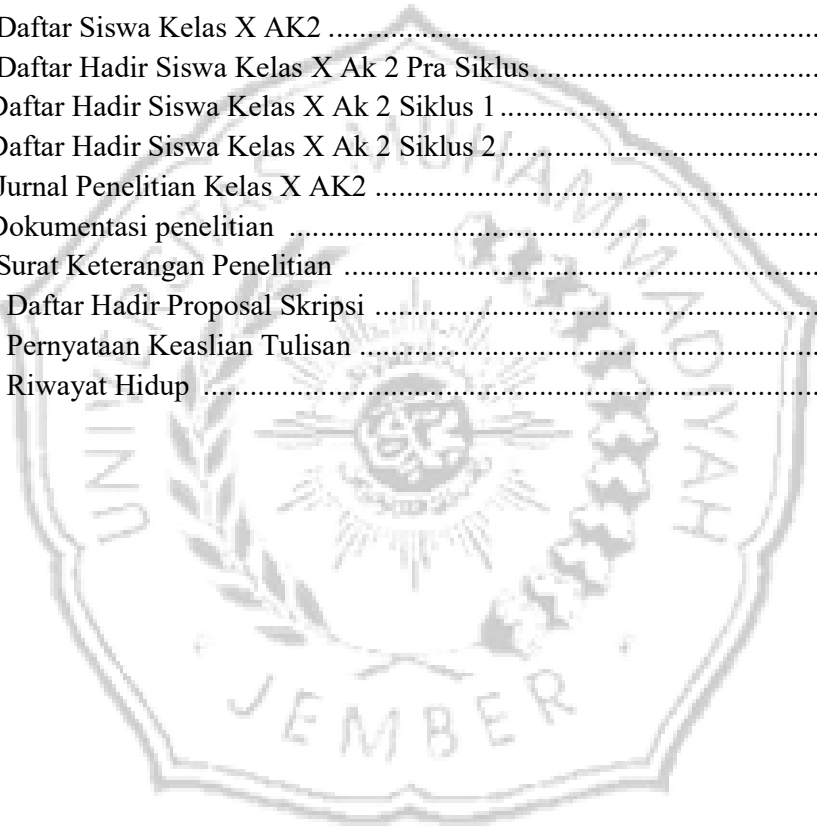 Daftar Siswa Kelas X AK2 ........................................................................
Daftar Hadir Siswa Kelas X Ak 2 Pra Siklus ..........................................
Daftar Hadir Siswa Kelas X Ak 2 Siklus 1 ..............................................
Daftar Hadir Siswa Kelas X Ak 2 Siklus 2 ..............................................
Jurnal Penelitian Kelas X AK2 ................................................................
Dokumentasi penelitian ...........................................................................
Surat Keterangan Penelitian ....................................................................
Daftar Hadir Proposal Skripsi ................................................................
Pernyataan Keaslian Tulisan ..................................................................
Riwayat Hidup ........................................................................................
UNIVERSITAS MUHAMMADIYAH
JEMBER